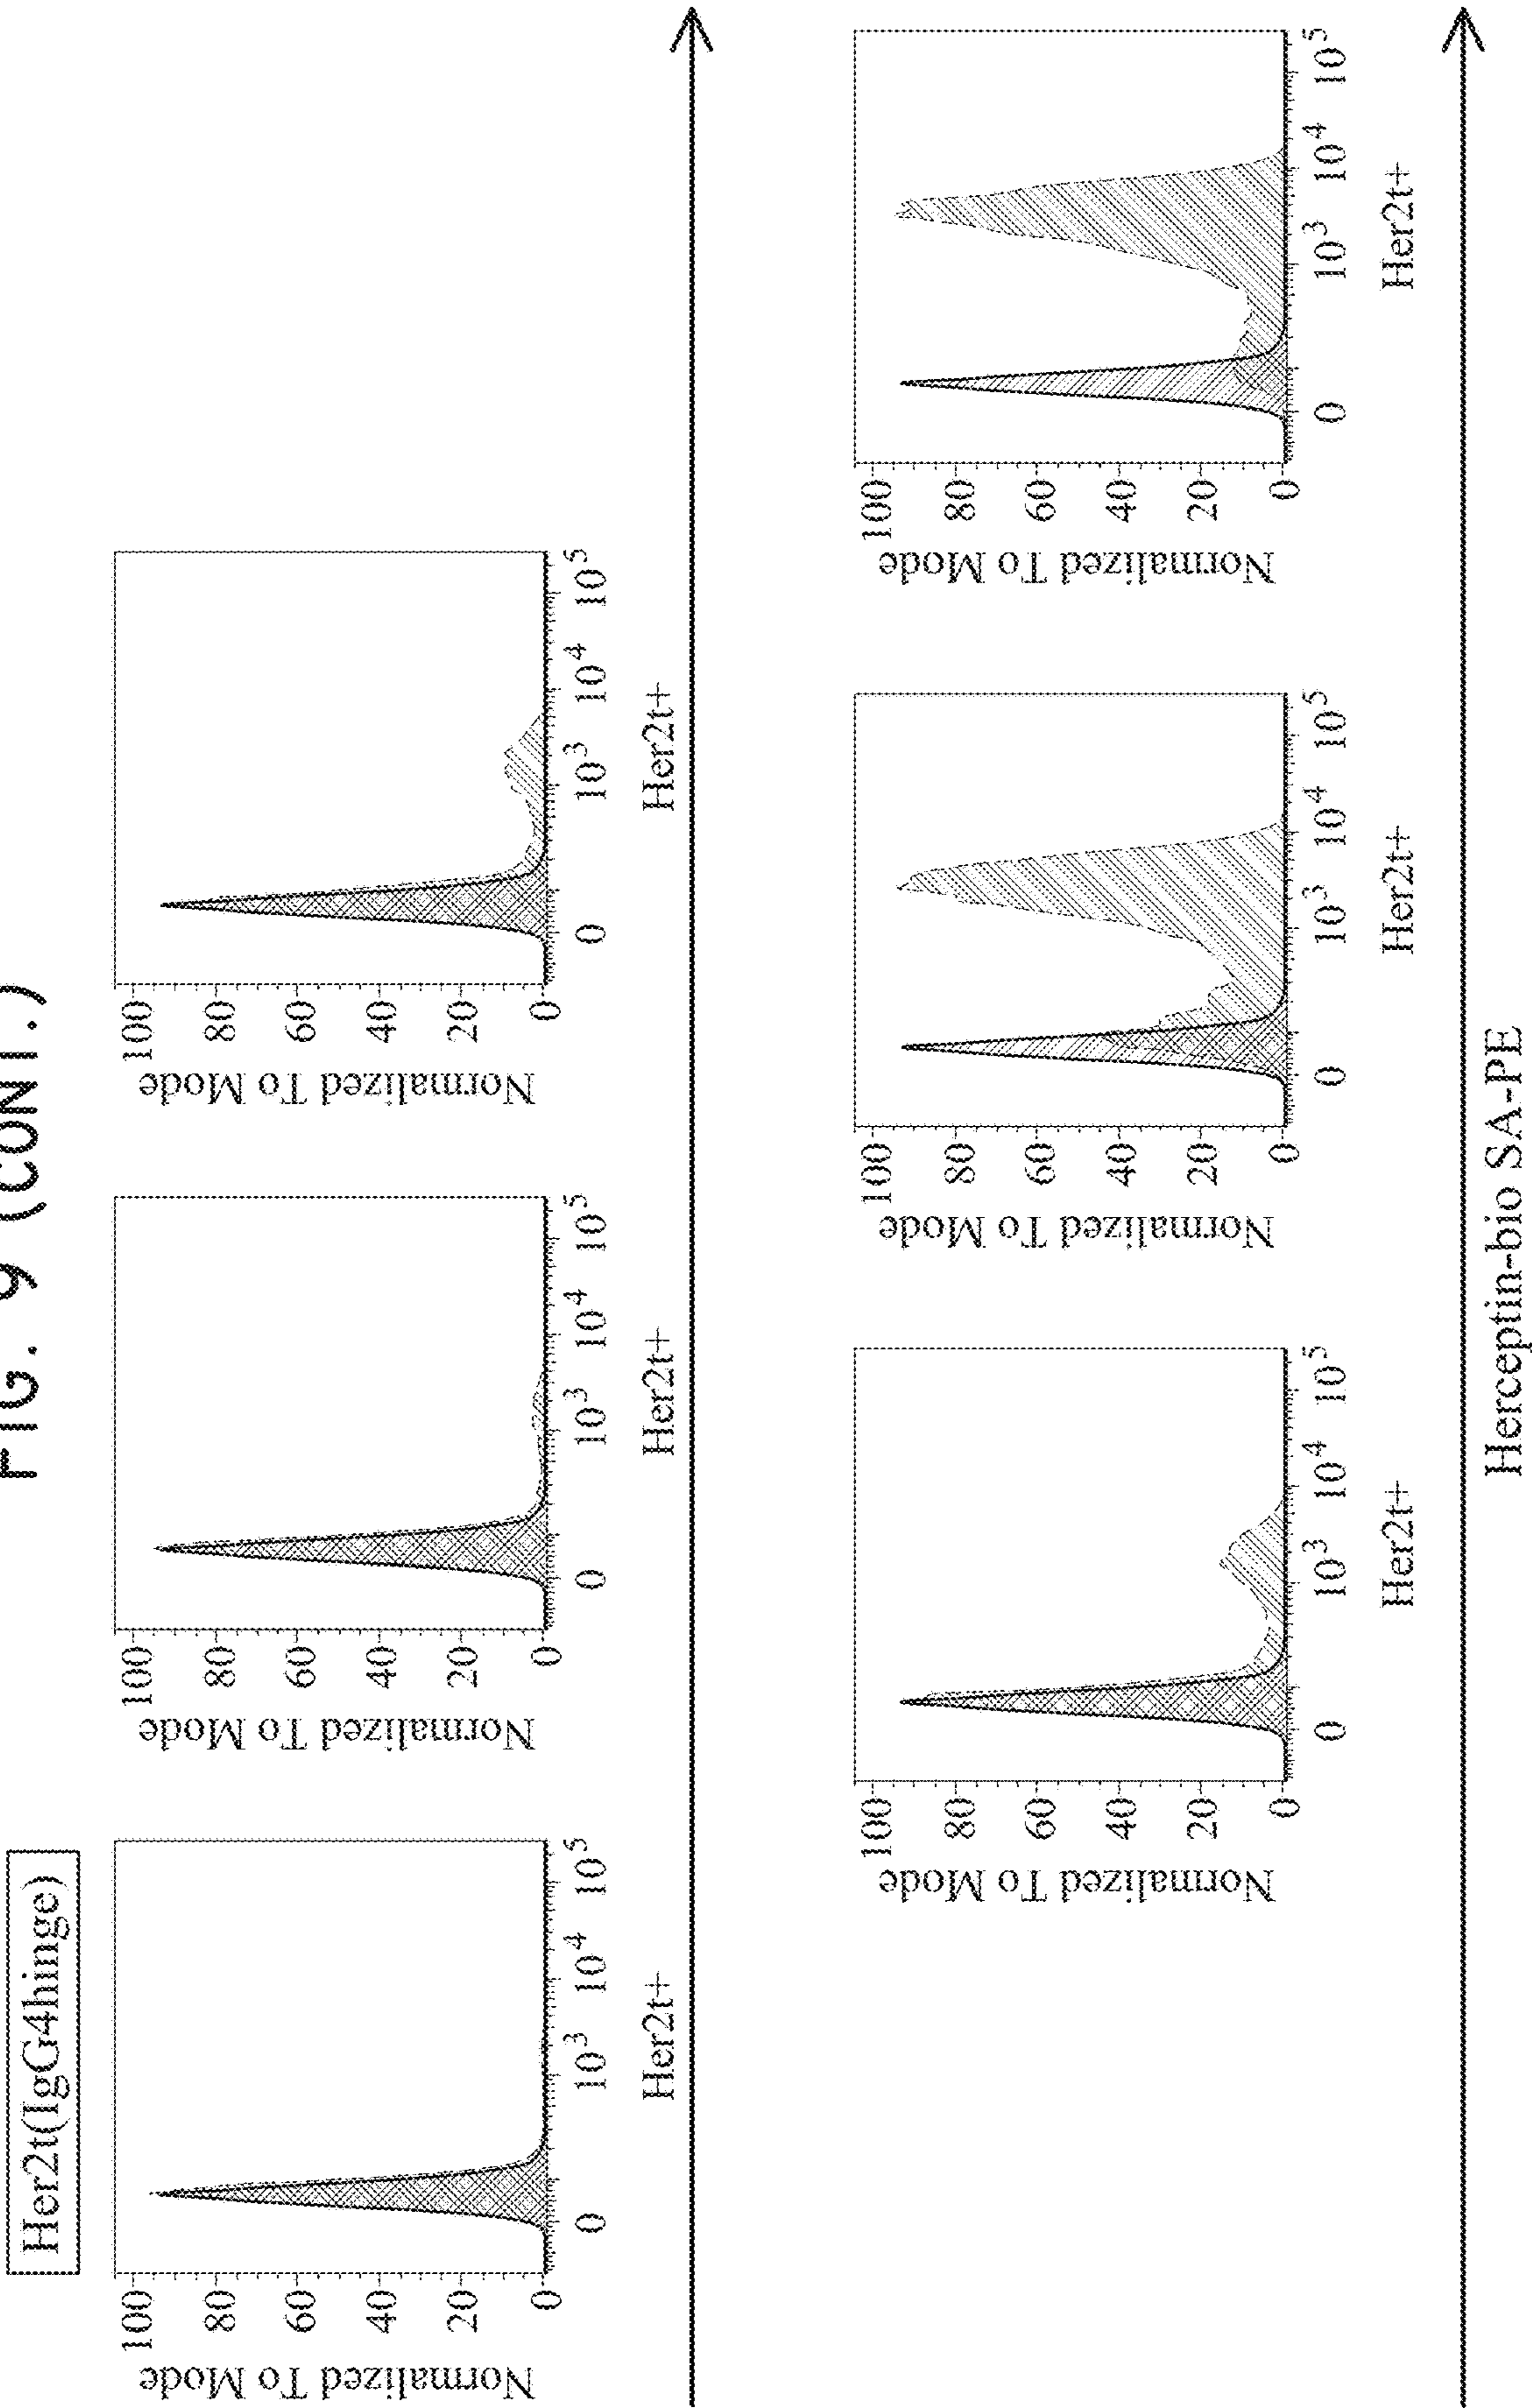 FIG. 9 (CONT.)
Her2t(IgG4hinge)
Normalized To Mode
100
80
60
40
20
0
0 10³ 10⁴ 10⁵
Her2t+
Normalized To Mode
100
80
60
40
20
0
0 10³ 10⁴ 10⁵
Her2t+
Normalized To Mode
100
80
60
40
20
0
0 10³ 10⁴ 10⁵
Her2t+
Normalized To Mode
100
80
60
40
20
0
0 10³ 10⁴ 10⁵
Her2t+
Normalized To Mode
100
80
60
40
20
0
0 10³ 10⁴ 10⁵
Her2t+
Normalized To Mode
100
80
60
40
20
0
0 10³ 10⁴ 10⁵
Her2t+
Herceptin-bio SA-PE